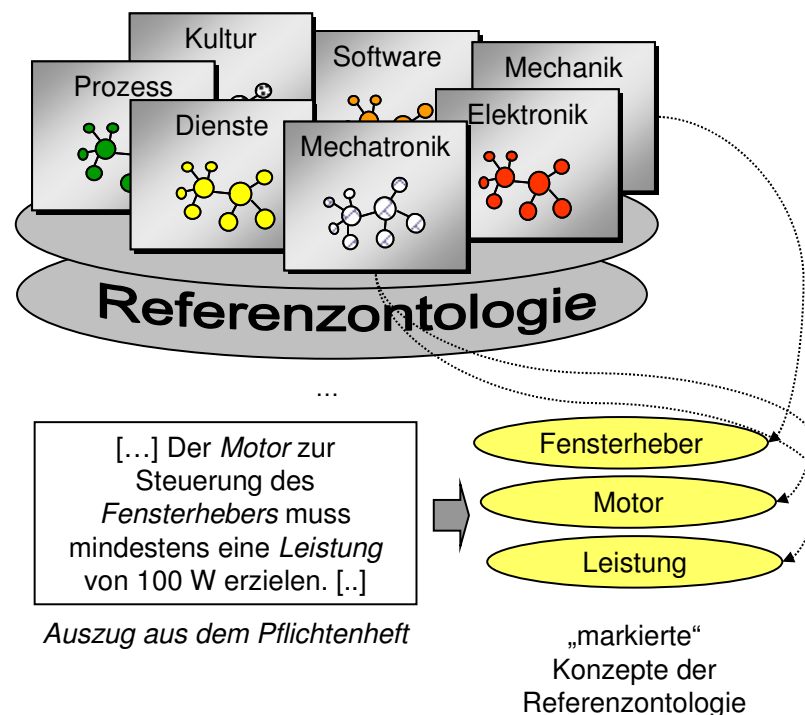 Kultur
Software
Mechanik
Prozess
Dienste
Elektronik
Mechatronik
Referenzontologie
…
[…] Der Motor zur
Steuerung des
Fensterhebers muss
mindestens eine Leistung
von 100 W erzielen. [..]
Auszug aus dem Pflichtenheft
Fensterheber
Motor
Leistung
„markierte“
Konzepte der
Referenzontologie